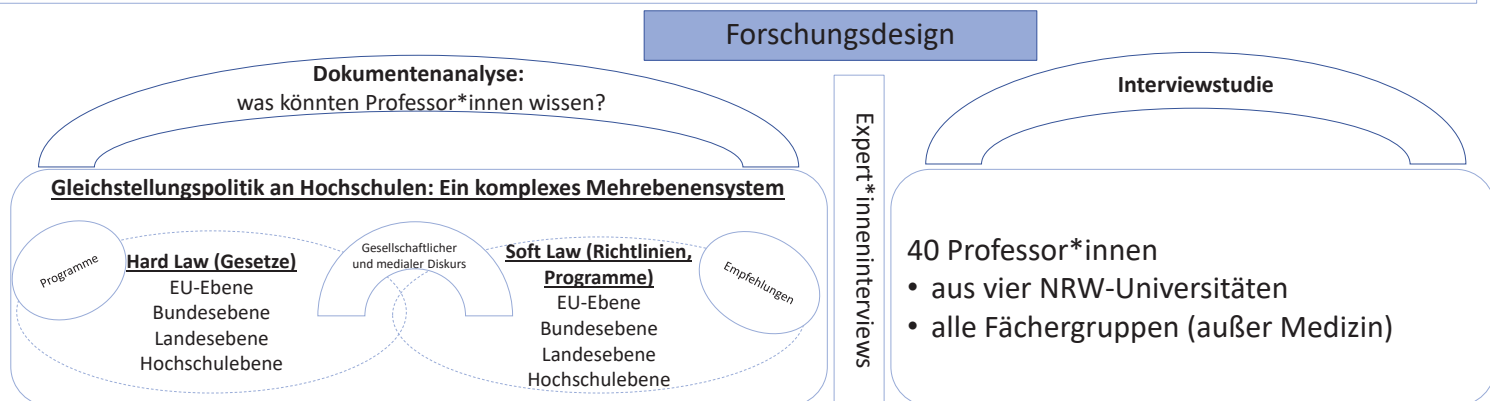 Forschungsdesign
Dokumentenanalyse:
was könnten Professor*innen wissen?
Gleichstellungspolitik an Hochschulen: Ein komplexes Mehrebenensystem
Programme
Hard Law (Gesetze)
EU-Ebene
Bundesebene
Landesebene
Hochschulebene
Gesellschaftlicher
und medialer Diskurs
Soft Law (Richtlinien,
Programme)
EU-Ebene
Bundesebene
Landesebene
Hochschulebene
Empfehlungen
Expert*inneninterviews
Interviewstudie
40 Professor*innen
• aus vier NRW-Universitäten
• alle Fächergruppen (außer Medizin)